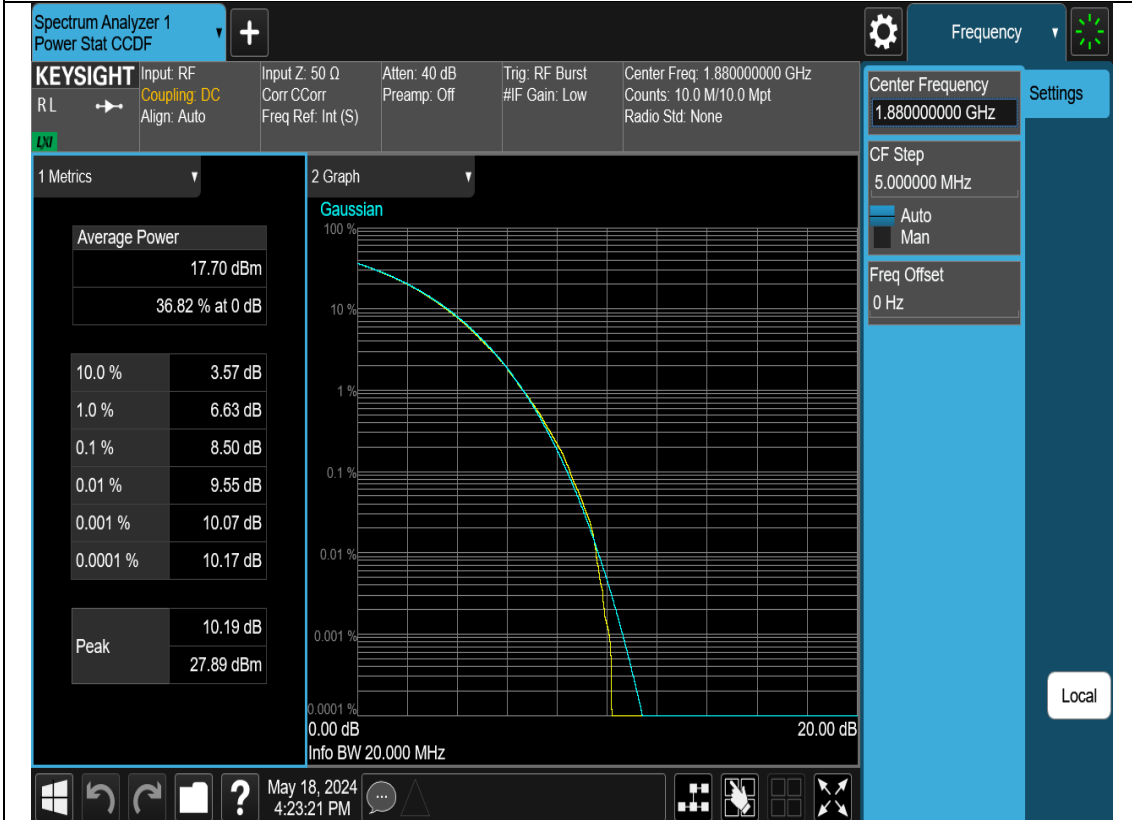 Spectrum Analyzer 1
Power Stat CCDF
+
Frequency
KEYSIGHT
RL
LXI
Input: RF
Coupling: DC
Align: Auto
Input Z: 50 Ω
Corr CCorr
Freq Ref: Int (S)
Atten: 40 dB
Preamp: Off
Trig: RF Burst
#IF Gain: Low
Center Freq: 1.880000000 GHz
Counts: 10.0 M/10.0 Mpt
Radio Std: None
Center Frequency
1.880000000 GHz
Settings
CF Step
5.000000 MHz
Auto
Man
Freq Offset
0 Hz
1 Metrics
Average Power
17.70 dBm
36.82 % at 0 dB
10.0 % 3.57 dB
1.0 % 6.63 dB
0.1 % 8.50 dB
0.01 % 9.55 dB
0.001 % 10.07 dB
0.0001 % 10.17 dB
Peak
10.19 dB
27.89 dBm
2 Graph
Gaussian
100 %
10 %
1 %
0.1 %
0.01 %
0.001 %
0.0001 %
0.00 dB 20.00 dB
Info BW 20.000 MHz
Local
?
May 18, 2024
4:23:21 PM